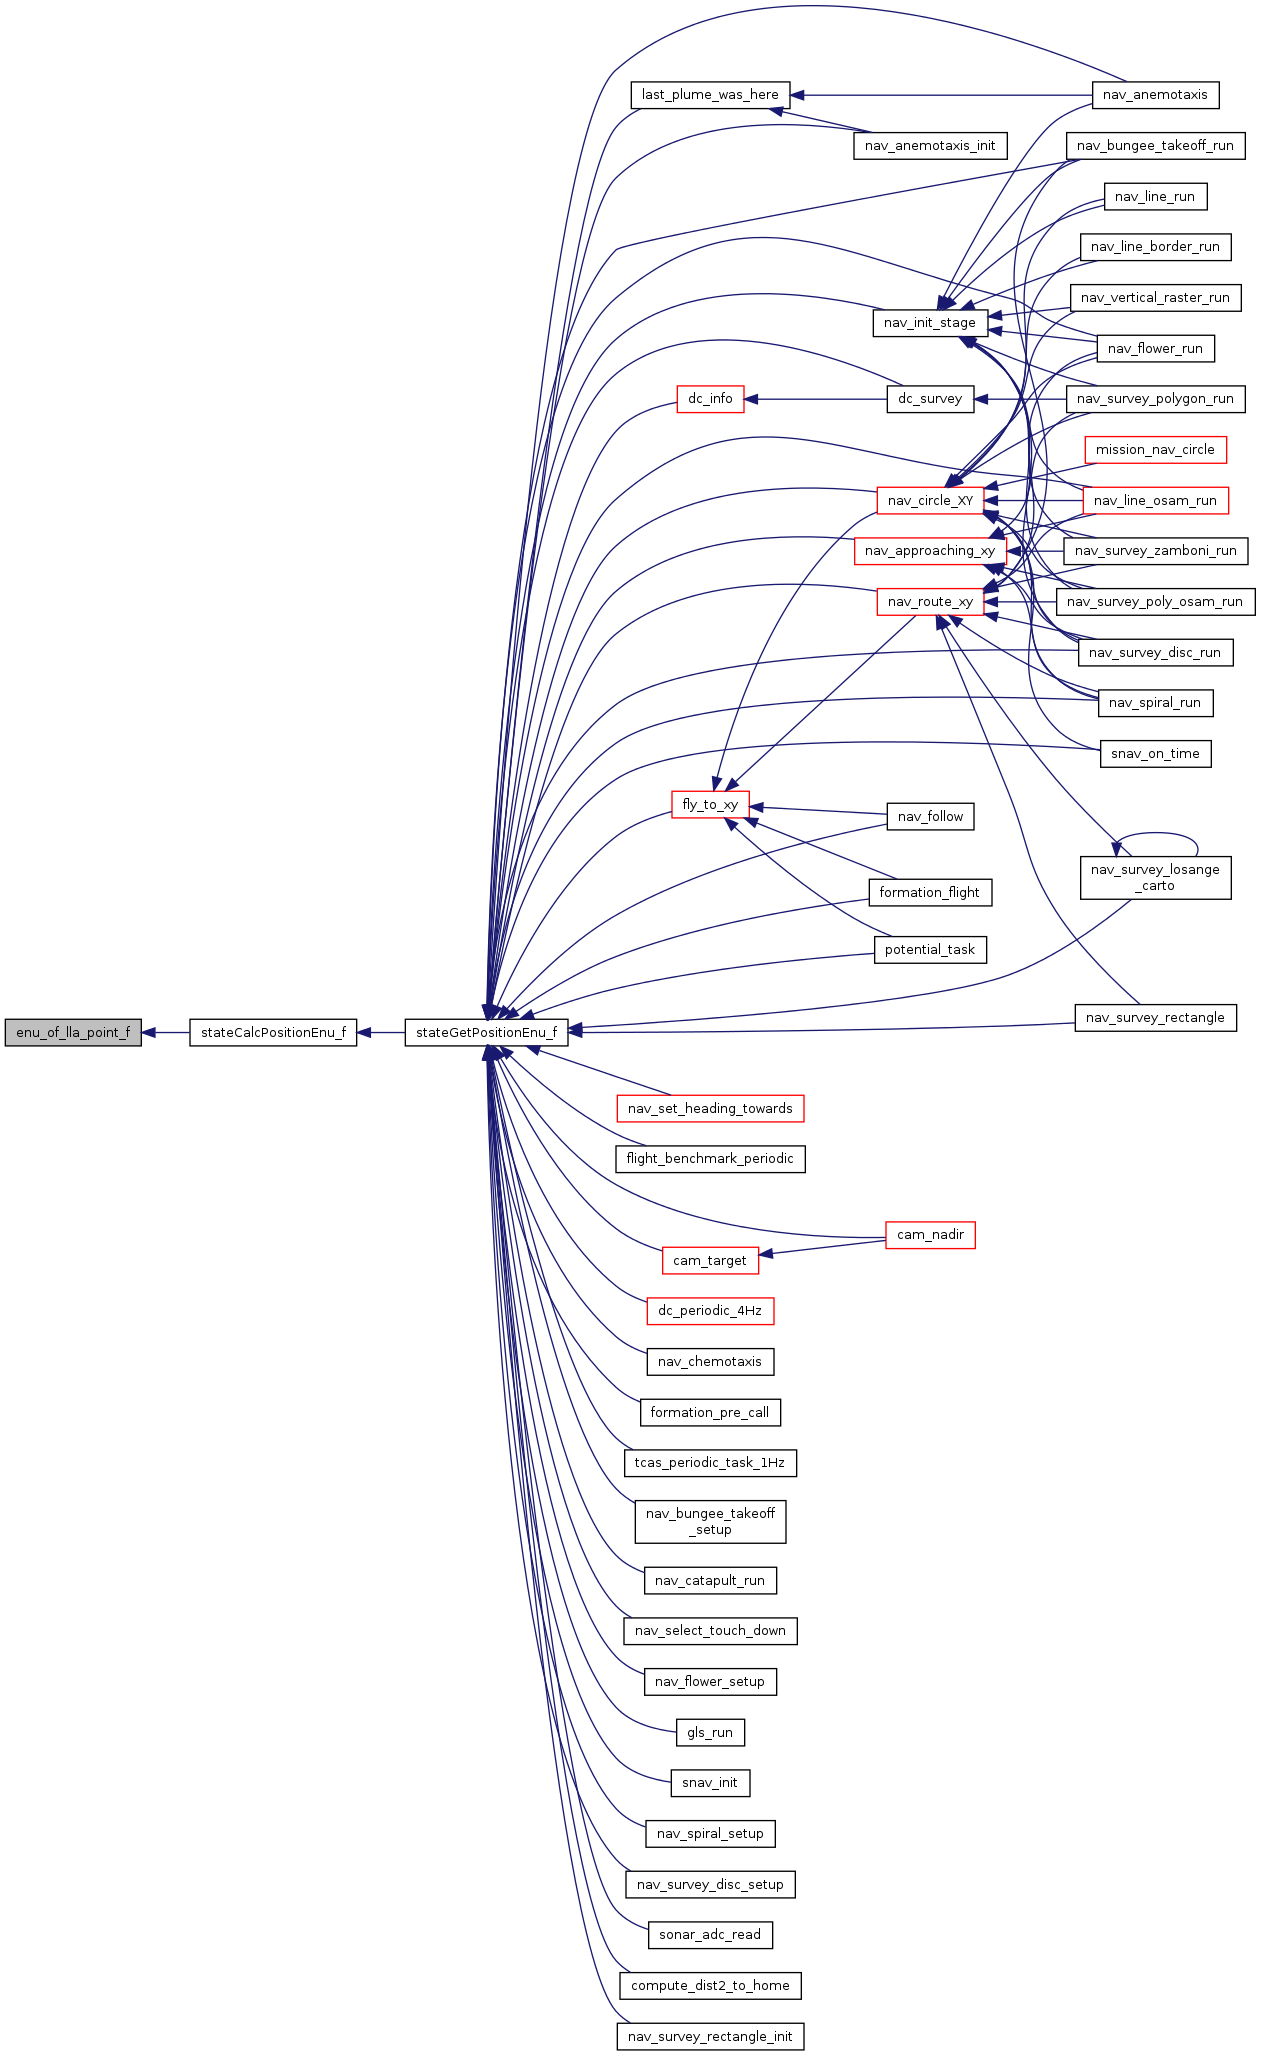 last_plume_was_here
nav_anemotaxis
nav_anemotaxis_init
nav_bungee_takeoff_run
nav_line_run
nav_line_border_run
nav_vertical_raster_run
nav_init_stage
nav_flower_run
dc_info
dc_survey
nav_survey_polygon_run
mission_nav_circle
nav_circle_XY
nav_line_osam_run
nav_approaching_xy
nav_survey_zamboni_run
nav_route_xy
nav_survey_poly_osam_run
nav_survey_disc_run
nav_spiral_run
snav_on_time
fly_to_xy
nav_follow
nav_survey_losange
_carto
formation_flight
potential_task
nav_survey_rectangle
enu_of_lla_point_f
stateCalcPositionEnu_f
stateGetPositionEnu_f
nav_set_heading_towards
flight_benchmark_periodic
cam_nadir
cam_target
dc_periodic_4Hz
nav_chemotaxis
formation_pre_call
tcas_periodic_task_1Hz
nav_bungee_takeoff
_setup
nav_catapult_run
nav_select_touch_down
nav_flower_setup
gls_run
snav_init
nav_spiral_setup
nav_survey_disc_setup
sonar_adc_read
compute_dist2_to_home
nav_survey_rectangle_init